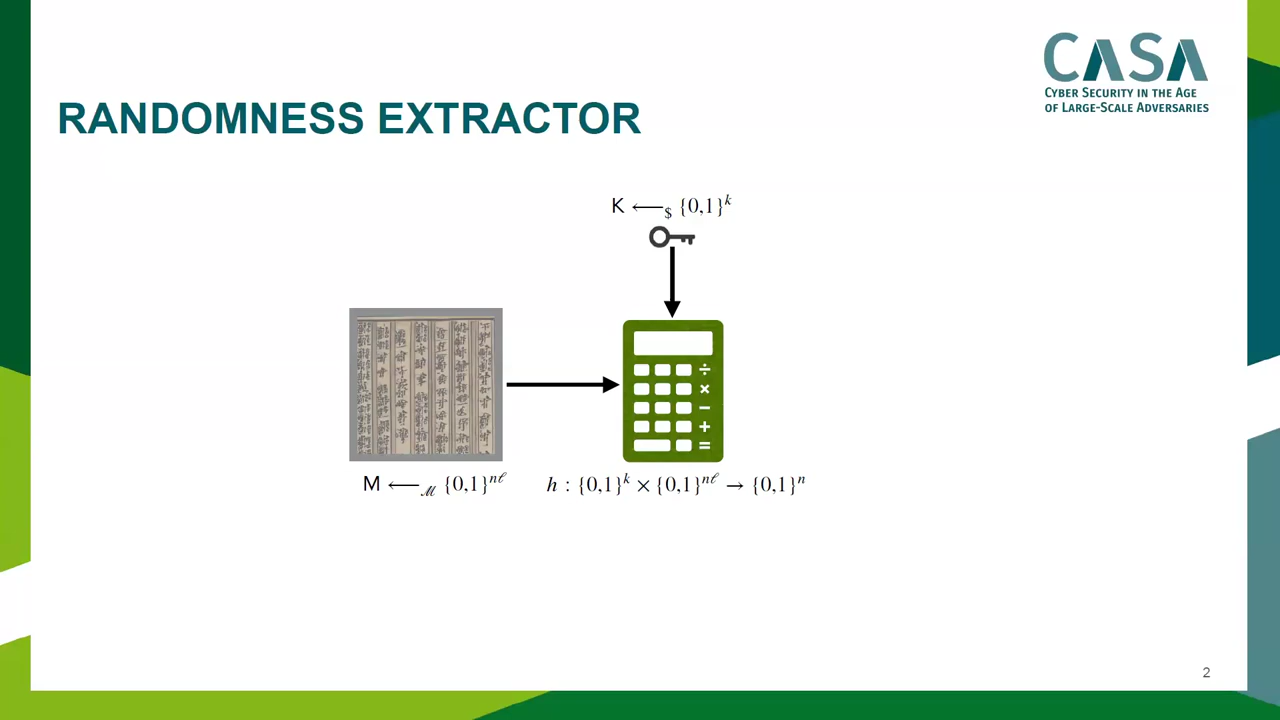 CASA
CYBER SECURITY IN THE AGE
OF LARGE-SCALE ADVERSARIES
RANDOMNESS EXTRACTOR
K ⟵$ {0,1}^k
÷
×
−
+
=
M ⟵ℳ {0,1}^{nℓ}
h : {0,1}^k × {0,1}^{nℓ} → {0,1}^n
2